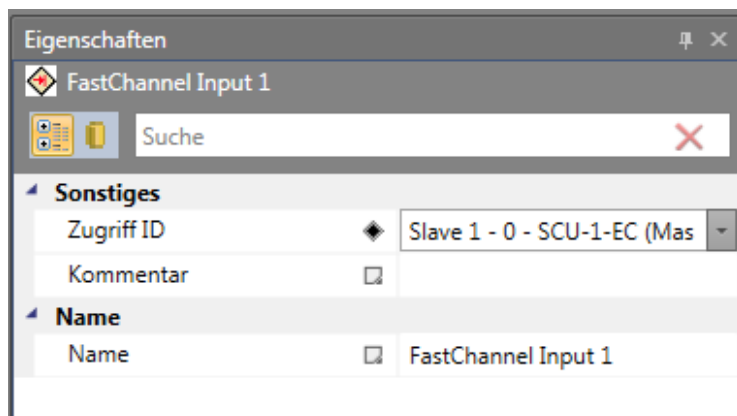 Eigenschaften
FastChannel Input 1
Suche
Sonstiges
Zugriff ID Slave 1 - 0 - SCU-1-EC (Mas
Kommentar
Name
Name FastChannel Input 1